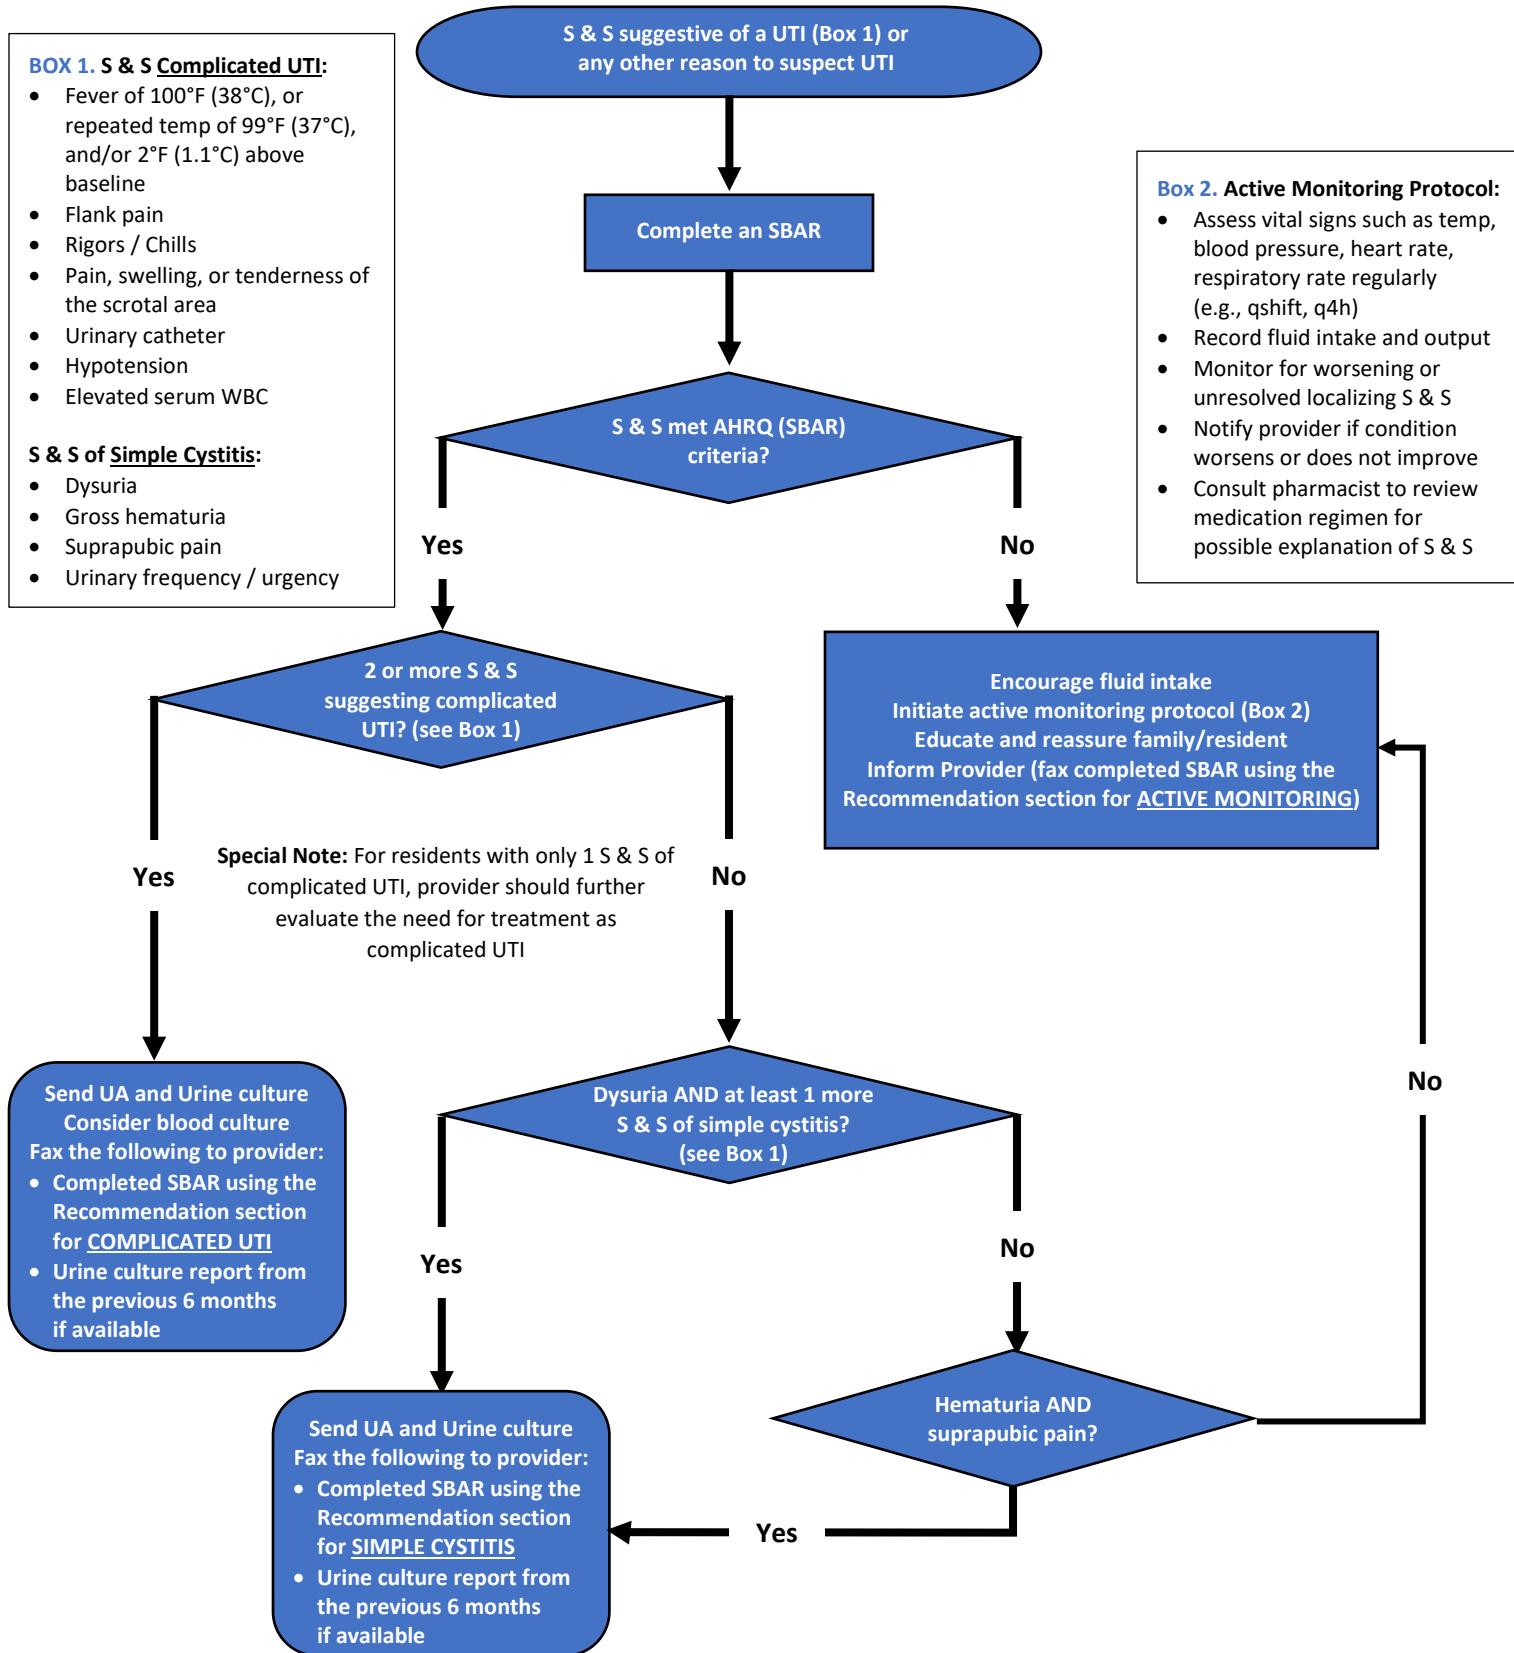 S & S suggestive of a UTI (Box 1) or
any other reason to suspect UTI
BOX 1. S & S Complicated UTI:
• Fever of 100°F (38°C), or
repeated temp of 99°F (37°C),
and/or 2°F (1.1°C) above
baseline
• Flank pain
• Rigors / Chills
• Pain, swelling, or tenderness of
the scrotal area
• Urinary catheter
• Hypotension
• Elevated serum WBC
S & S of Simple Cystitis:
• Dysuria
• Gross hematuria
• Suprapubic pain
• Urinary frequency / urgency
Complete an SBAR
Box 2. Active Monitoring Protocol:
• Assess vital signs such as temp,
blood pressure, heart rate,
respiratory rate regularly
(e.g., qshift, q4h)
• Record fluid intake and output
• Monitor for worsening or
unresolved localizing S & S
• Notify provider if condition
worsens or does not improve
• Consult pharmacist to review
medication regimen for
possible explanation of S & S
S & S met AHRQ (SBAR)
criteria?
Yes
No
2 or more S & S
suggesting complicated
UTI? (see Box 1)
Encourage fluid intake
Initiate active monitoring protocol (Box 2)
Educate and reassure family/resident
Inform Provider (fax completed SBAR using the
Recommendation section for ACTIVE MONITORING)
Yes
Special Note: For residents with only 1 S & S of
complicated UTI, provider should further
evaluate the need for treatment as
complicated UTI
No
Send UA and Urine culture
Consider blood culture
Fax the following to provider:
• Completed SBAR using the
Recommendation section
for COMPLICATED UTI
• Urine culture report from
the previous 6 months
if available
Dysuria AND at least 1 more
S & S of simple cystitis?
(see Box 1)
No
Yes
No
Hematuria AND
suprapubic pain?
Send UA and Urine culture
Fax the following to provider:
• Completed SBAR using the
Recommendation section
for SIMPLE CYSTITIS
• Urine culture report from
the previous 6 months
if available
Yes